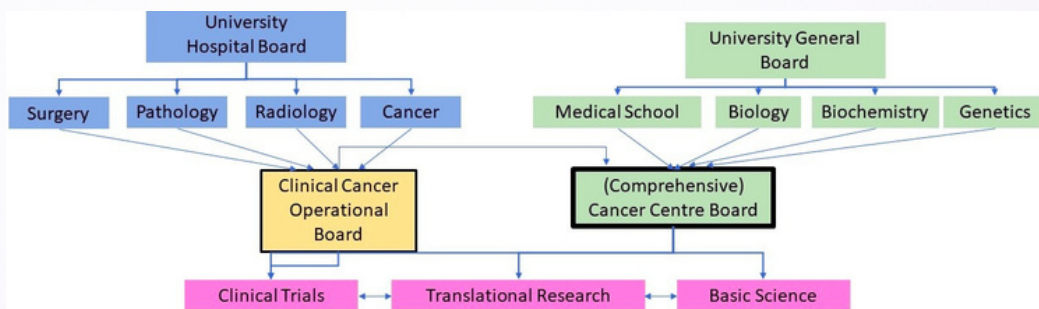 University
Hospital Board
University General
Board
Surgery
Pathology
Radiology
Cancer
Medical School
Biology
Biochemistry
Genetics
Clinical Cancer
Operational
Board
(Comprehensive)
Cancer Centre Board
Clinical Trials
Translational Research
Basic Science